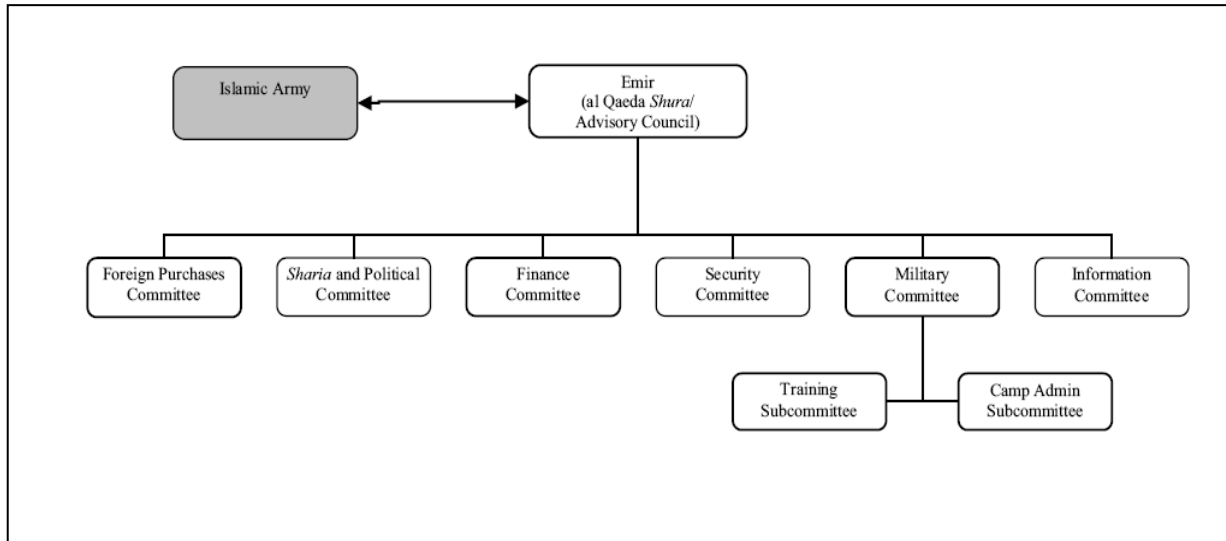 Islamic Army
Emir
(al Qaeda Shura/
Advisory Council)
Foreign Purchases
Committee
Sharia and Political
Committee
Finance
Committee
Security
Committee
Military
Committee
Information
Committee
Training
Subcommittee
Camp Admin
Subcommittee